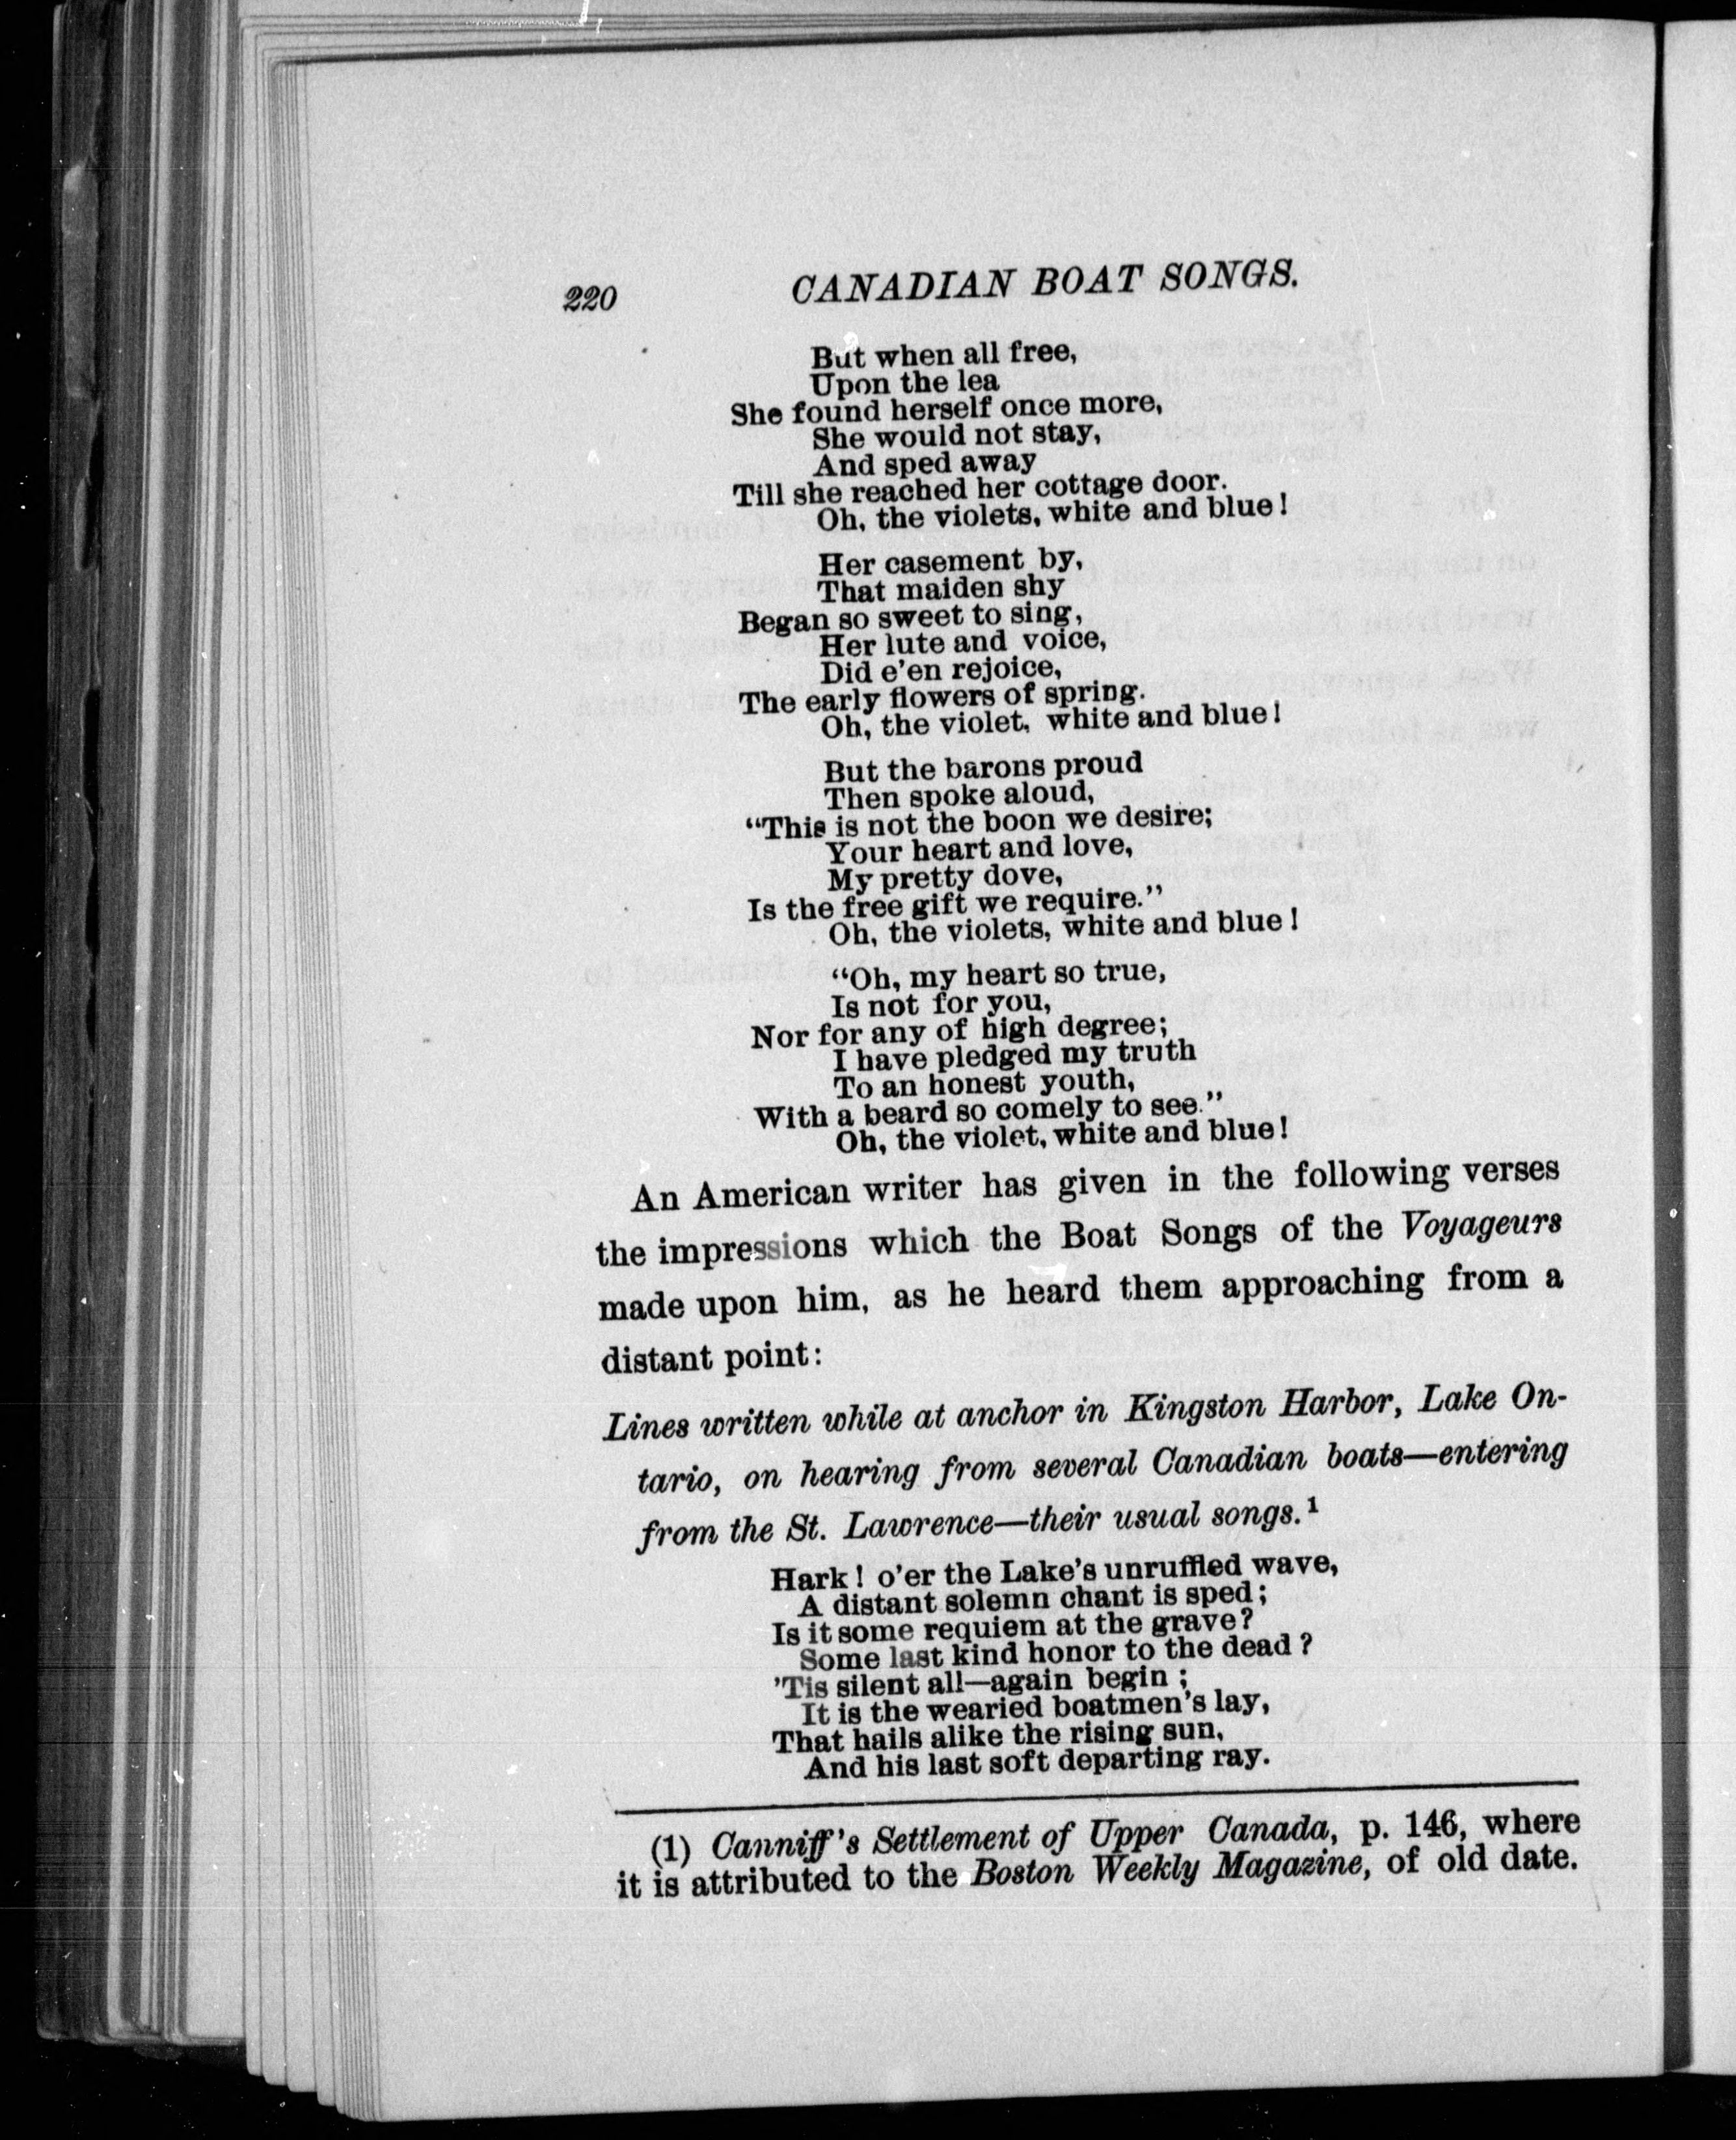 220 CANADIAN BOAT SONGS.
But when all free,
Upon the lea
She found herself once more,
She would not stay,
And sped away
Till she reached her cottage door.
Oh, the violets, white and blue!
Her casement by,
That maiden shy
Began so sweet to sing,
Her lute and voice,
Did e'en rejoice,
The early flowers of spring.
Oh, the violet, white and blue!
But the barons proud
Then spoke aloud,
"This is not the boon we desire;
Your heart and love,
My pretty dove,
Is the free gift we require."
Oh, the violets, white and blue!
"Oh, my heart so true,
Is not for you,
Nor for any of high degree;
I have pledged my truth
To an honest youth,
With a beard so comely to see."
Oh, the violet, white and blue!
An American writer has given in the following verses
the impressions which the Boat Songs of the Voyageurs
made upon him, as he heard them approaching from a
distant point:
Lines written while at anchor in Kingston Harbor, Lake On-
tario, on hearing from several Canadian boats—entering
from the St. Lawrence—their usual songs.¹
Hark! o'er the Lake's unruffled wave,
A distant solemn chant is sped;
Is it some requiem at the grave?
Some last kind honor to the dead?
'Tis silent all—again begin;
It is the wearied boatmen's lay,
That hails alike the rising sun,
And his last soft departing ray.
(1) Canniff's Settlement of Upper Canada, p. 146, where
it is attributed to the Boston Weekly Magazine, of old date.